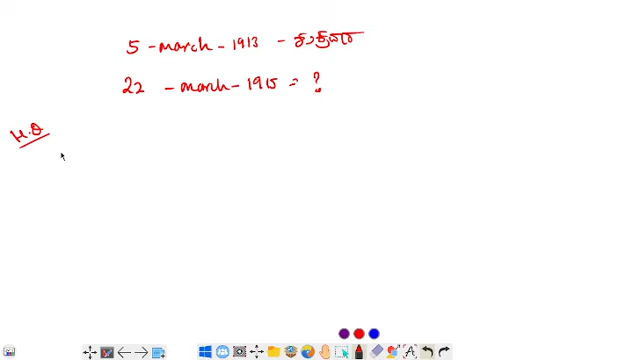 5 - march - 1913 -
22 - march - 1915 = ?
H.Q